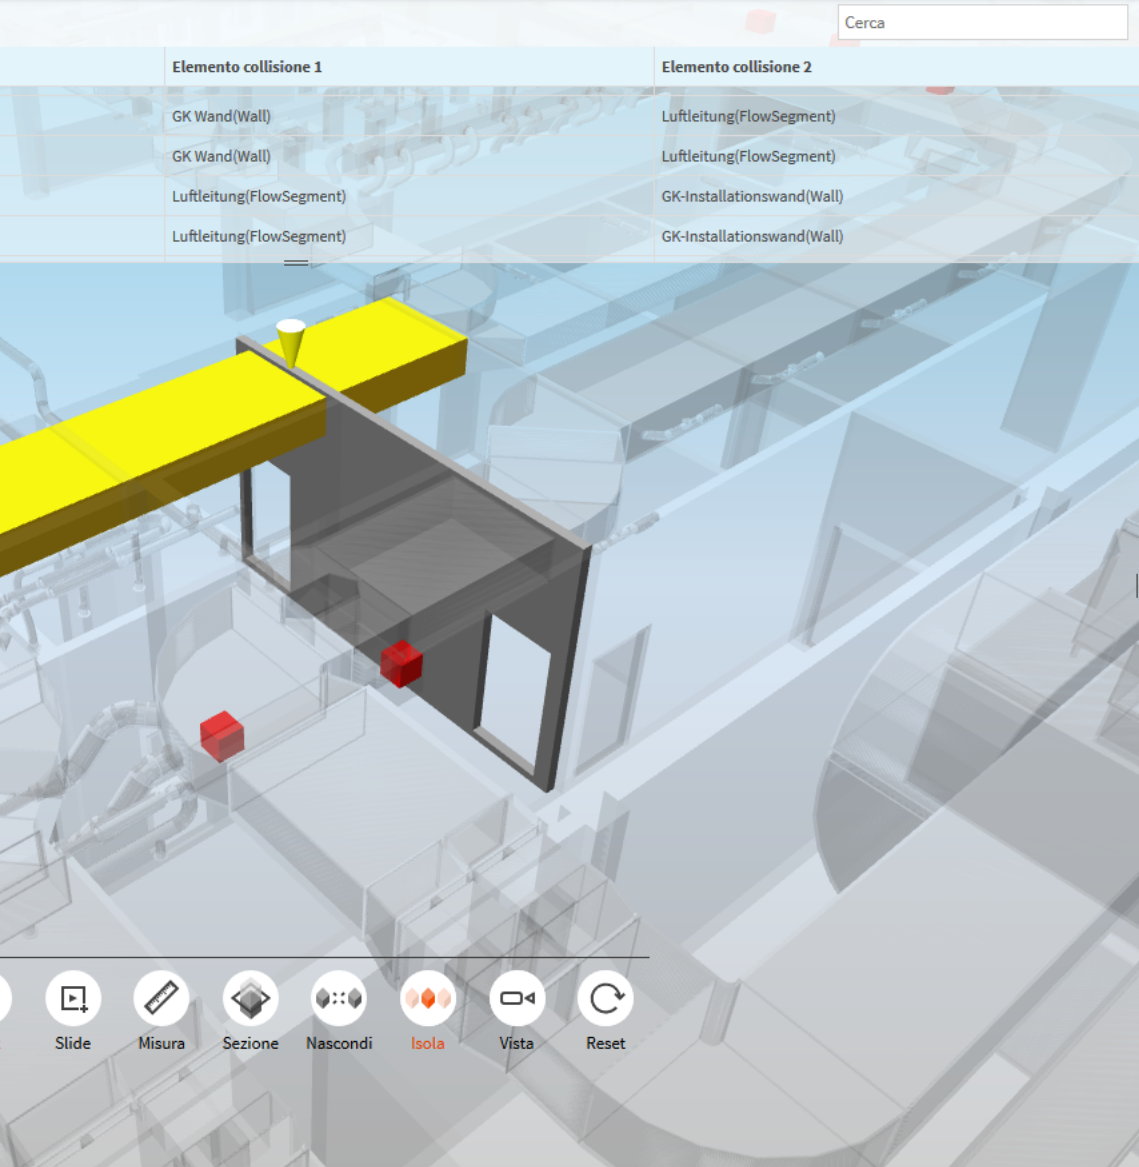 Cerca
Elemento collisione 1 Elemento collisione 2
GK Wand(Wall) Luftleitung(FlowSegment)
GK Wand(Wall) Luftleitung(FlowSegment)
Luftleitung(FlowSegment) GK-Installationswand(Wall)
Luftleitung(FlowSegment) GK-Installationswand(Wall)
Slide Misura Sezione Nascondi Isola Vista Reset